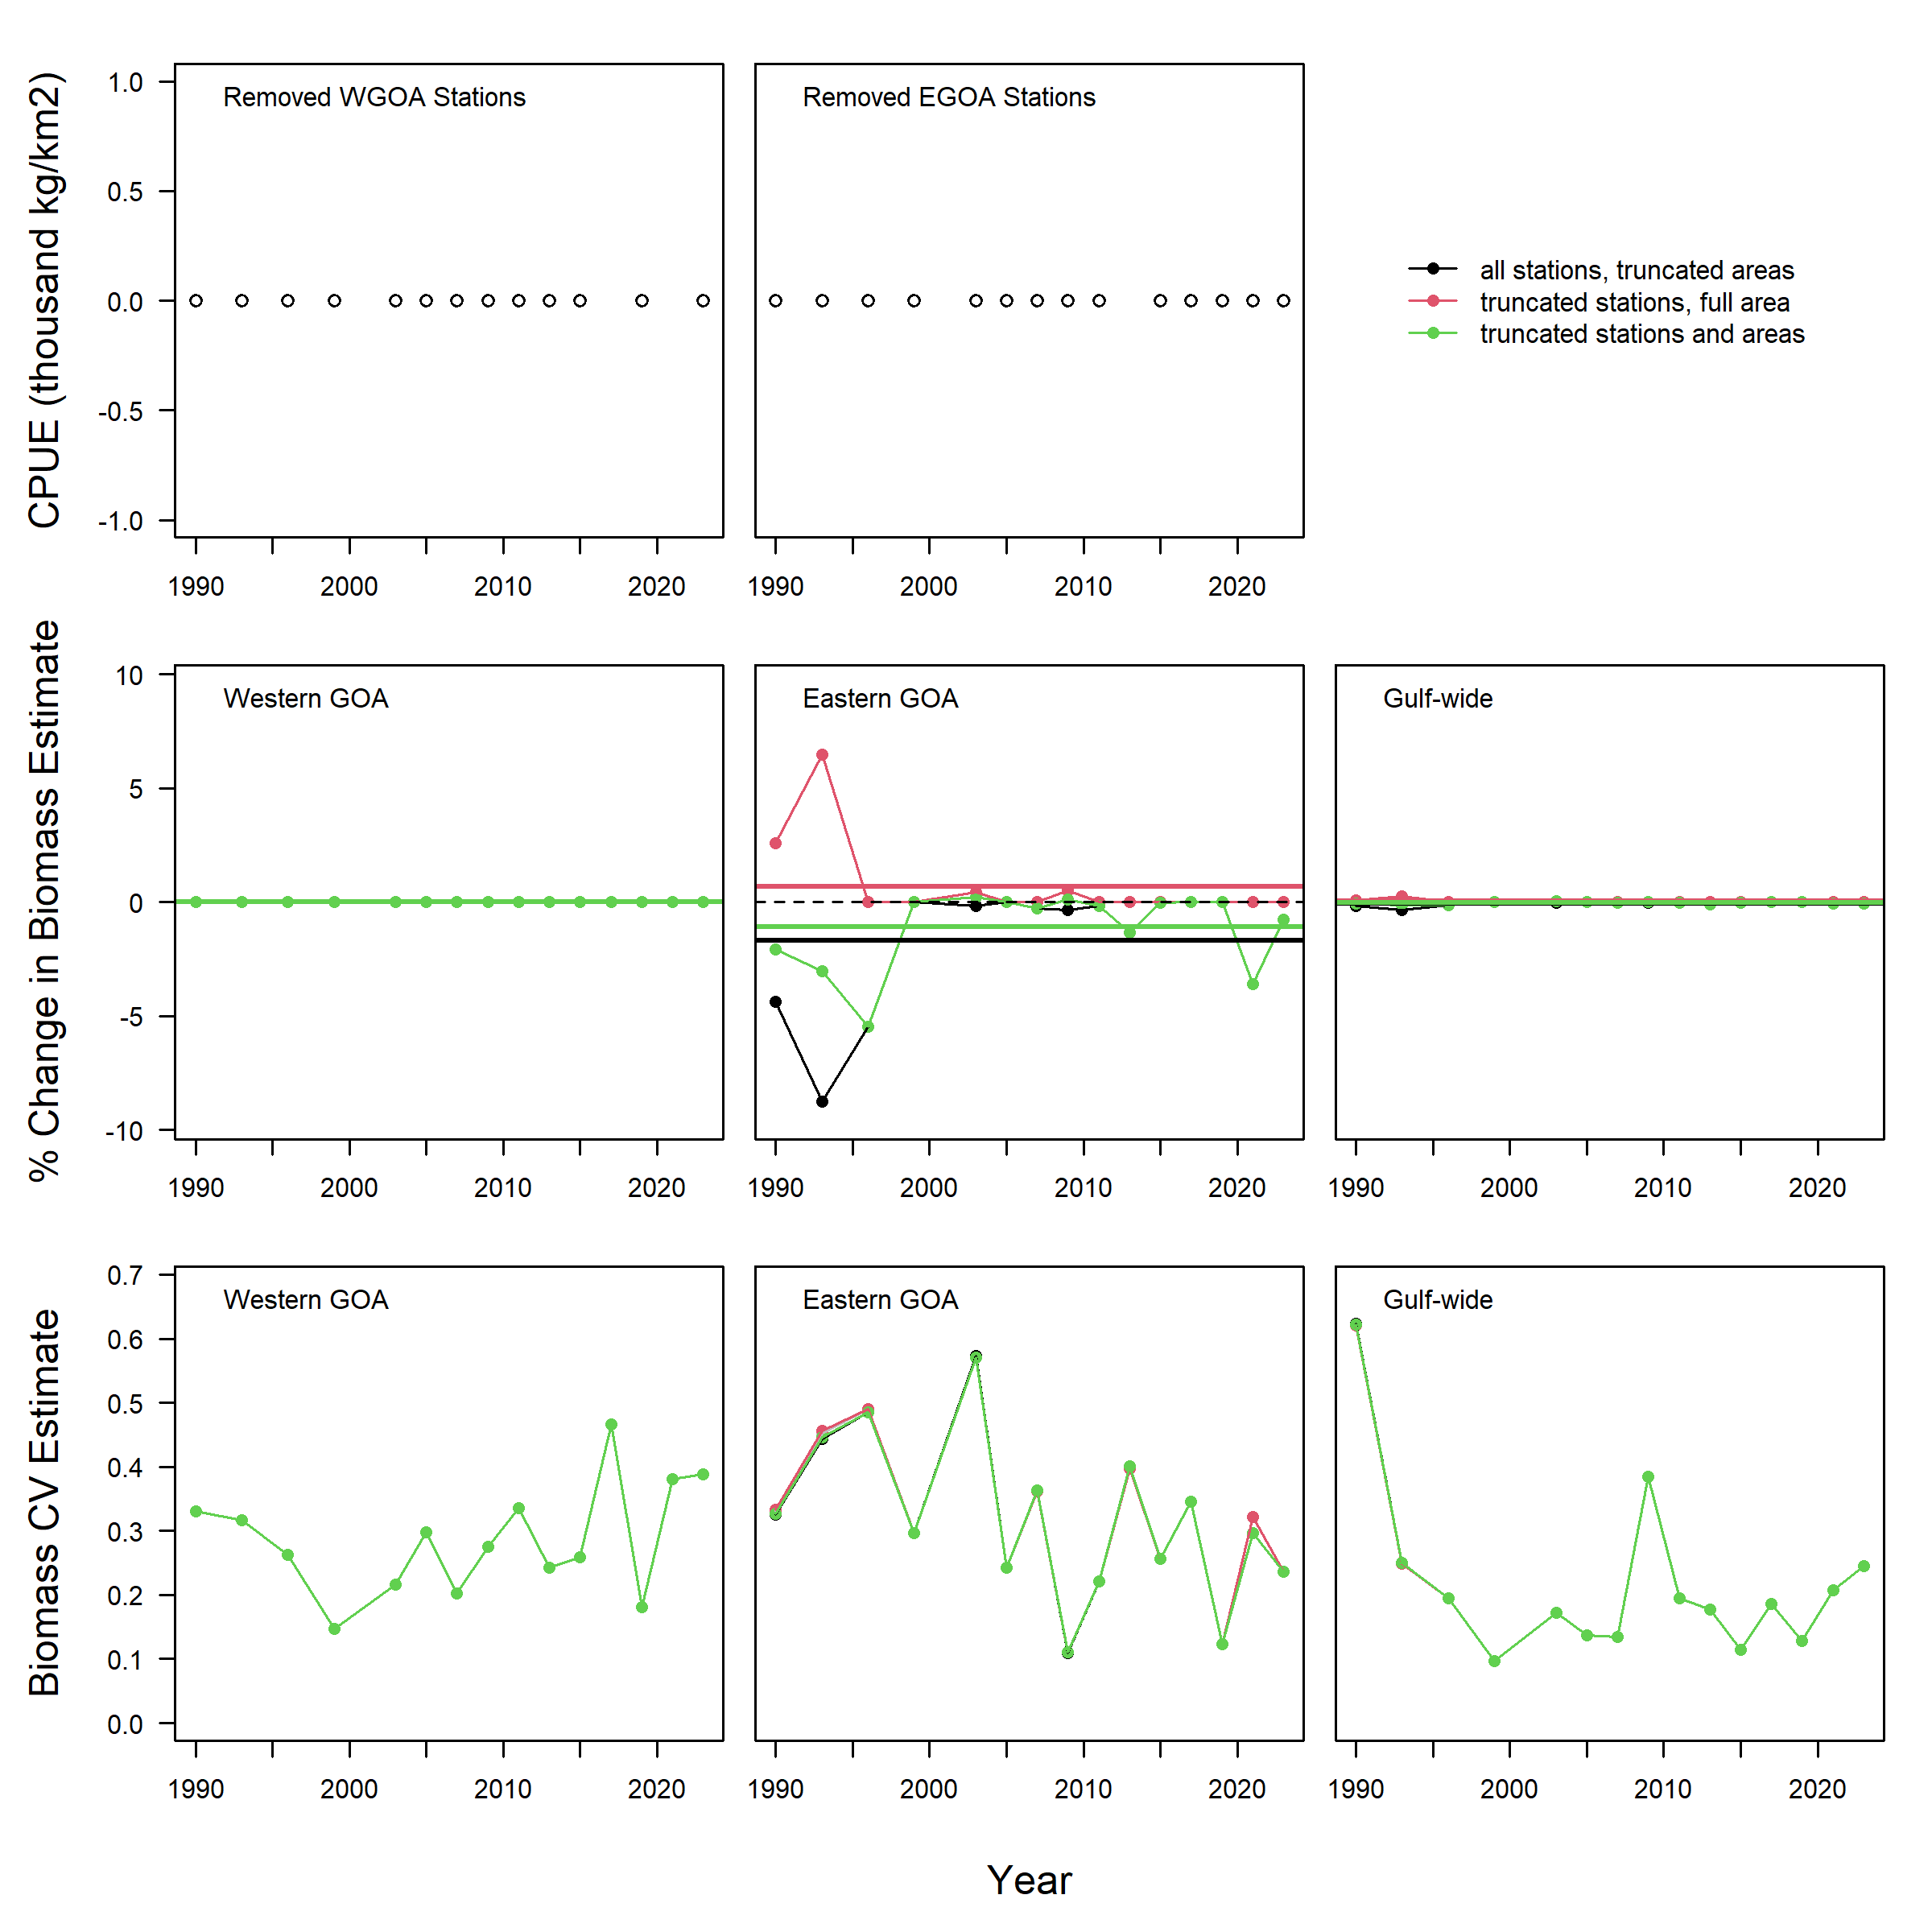 CPUE (thousand kg/km2)
1.0
0.5
0.0
-0.5
-1.0
Removed WGOA Stations
1990 2000 2010 2020
Removed EGOA Stations
1990 2000 2010 2020
all stations, truncated areas
truncated stations, full area
truncated stations and areas
% Change in Biomass Estimate
10
5
0
-5
-10
Western GOA
1990 2000 2010 2020
Eastern GOA
1990 2000 2010 2020
Gulf-wide
1990 2000 2010 2020
Biomass CV Estimate
0.7
0.6
0.5
0.4
0.3
0.2
0.1
0.0
Western GOA
1990 2000 2010 2020
Eastern GOA
1990 2000 2010 2020
Gulf-wide
1990 2000 2010 2020
Year